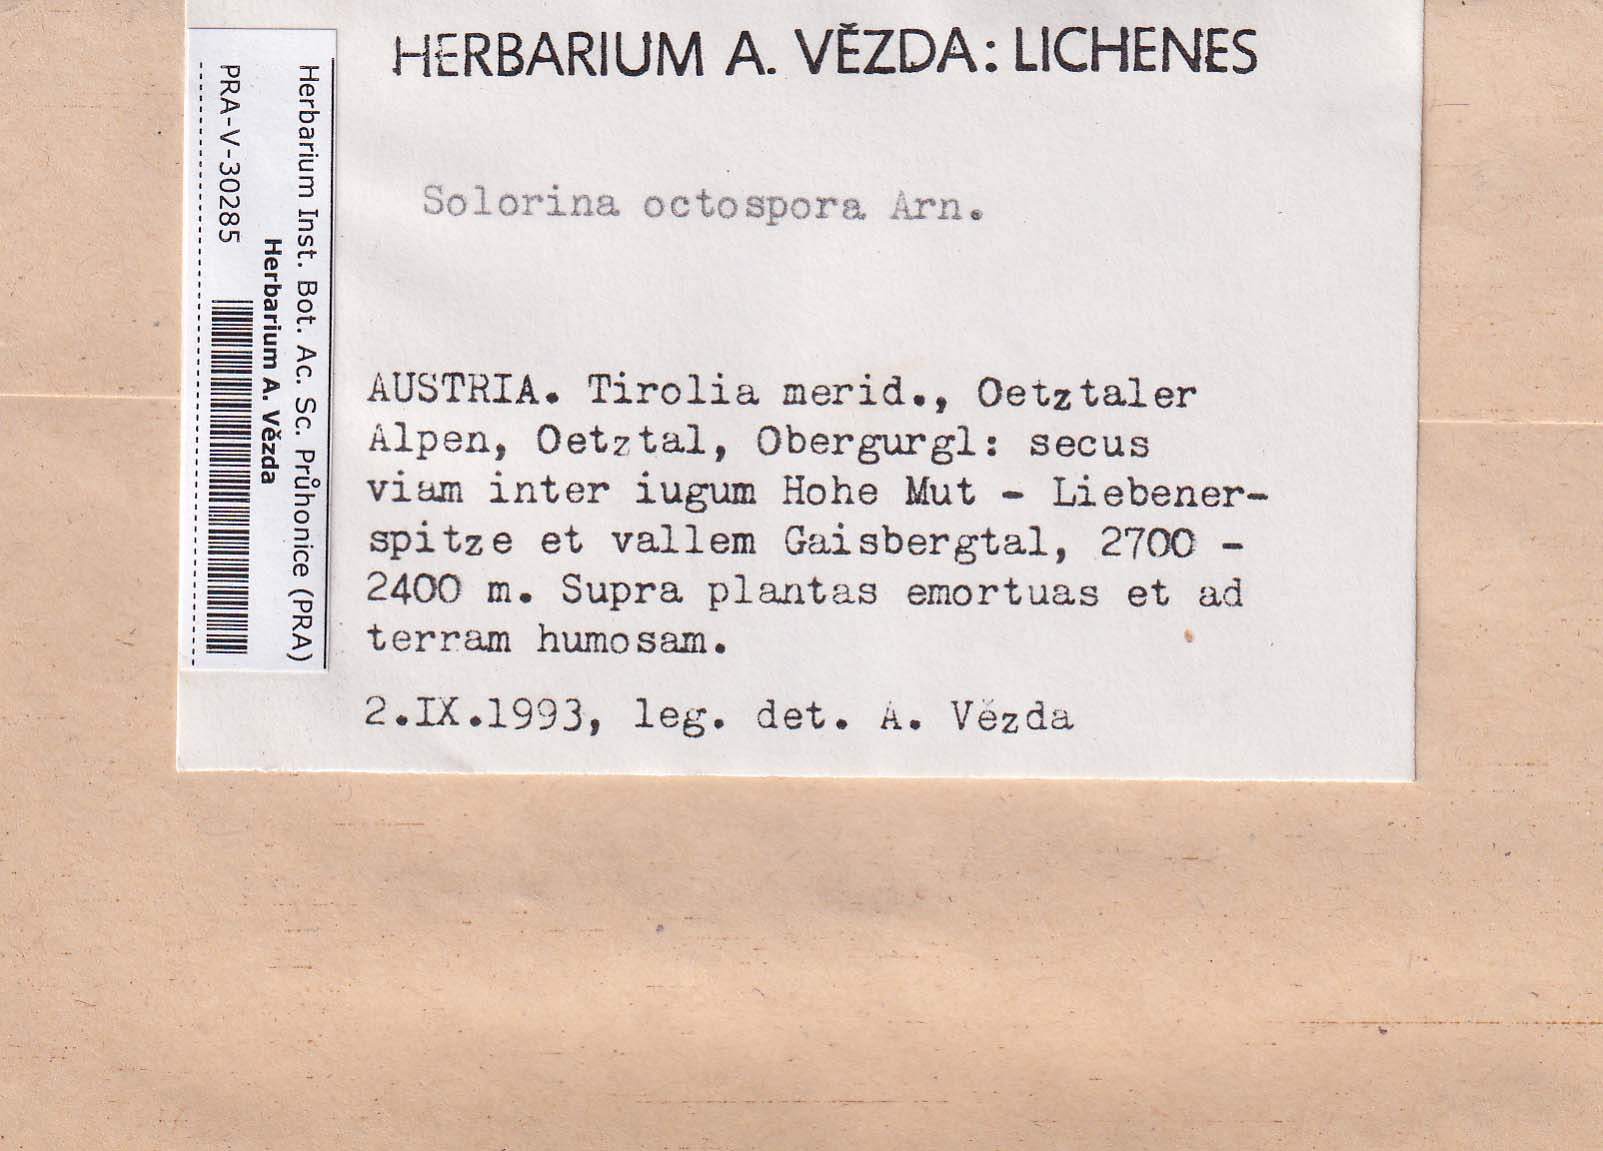 HERBARIUM A. VĚZDA: LICHENES
Solorina octospora Arn.
AUSTRIA. Tirolia merid., Oetztaler
Alpen, Oetztal, Obergurgl: secus
viam inter iugum Hohe Mut - Liebener-
spitze et vallem Gaisbergtal, 2700 -
2400 m. Supra plantas emortuas et ad
terram humosam.
2.IX.1993, leg. det. A. Vězda
Herbarium Inst. Bot. Ac. Sc. Průhonice (PRA)
Herbarium A. Vězda
PRA-V-30285